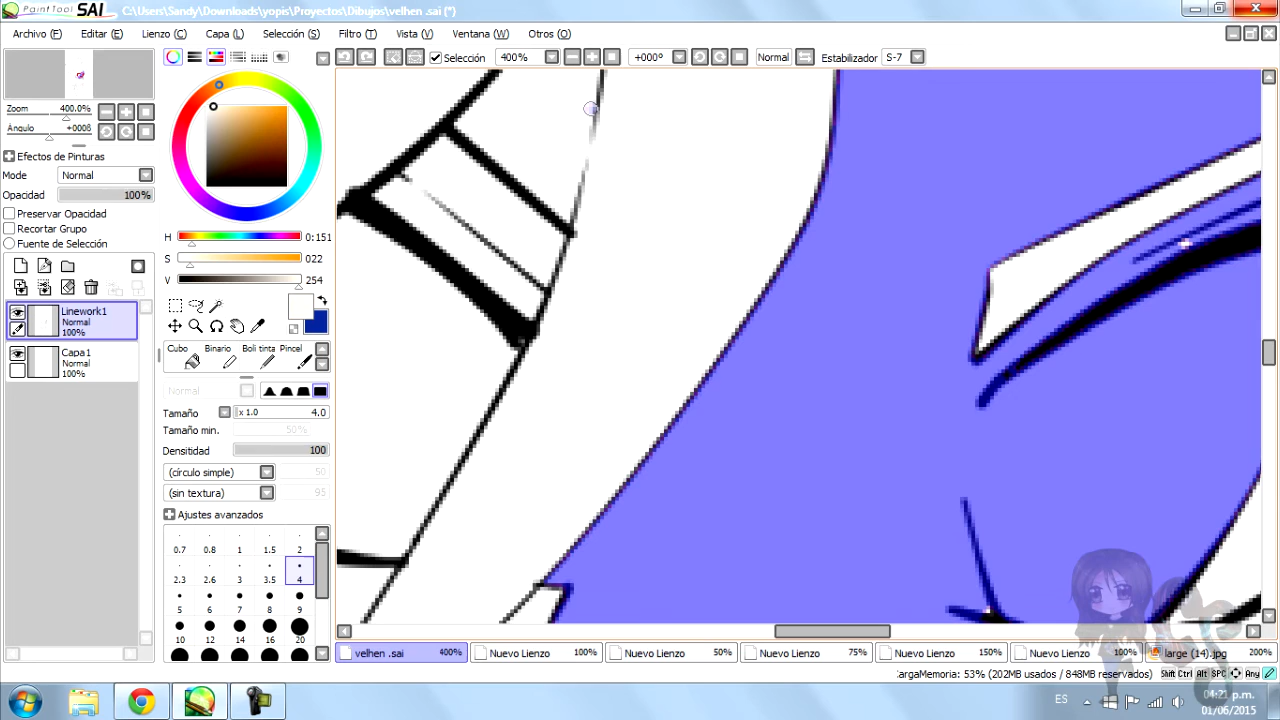 PaintTool SAI C:\Users\Sandy\Downloads\yopis\Proyectos\Dibujos\velhen .sai (*)
Archivo (F) Editar (E) Lienzo (C) Capa (L) Selección (S) Filtro (T) Vista (V) Ventana (W) Otros (O)
Selección 400% +000° Normal Estabilizador S-7
Zoom 400.0%
Ángulo +000ß
Efectos de Pinturas
Modo Normal
Opacidad 100%
Preservar Opacidad
Recortar Grupo
Fuente de Selección
Linework1
Normal
100%
Capa1
Normal
100%
H 0:151
S 022
V 254
Cubo Binario Boli tinta Pincel
Normal
Tamaño x 1.0 4.0
Tamaño min. 50%
Densitidad 100
(círculo simple) 50
(sin textura) 95
Ajustes avanzados
0.7 0.8 1 1.5 2
2.3 2.6 3 3.5 4
5 6 7 8 9
10 12 14 16 20
velhen .sai 400% Nuevo Lienzo 100% Nuevo Lienzo 50% Nuevo Lienzo 75% Nuevo Lienzo 150% Nuevo Lienzo 100% large (14).jpg 200%
argaMemoria: 53% (202MB usados / 848MB reservados) Shift Ctrl Alt SPC
ES 04:21 p.m.
01/06/2015